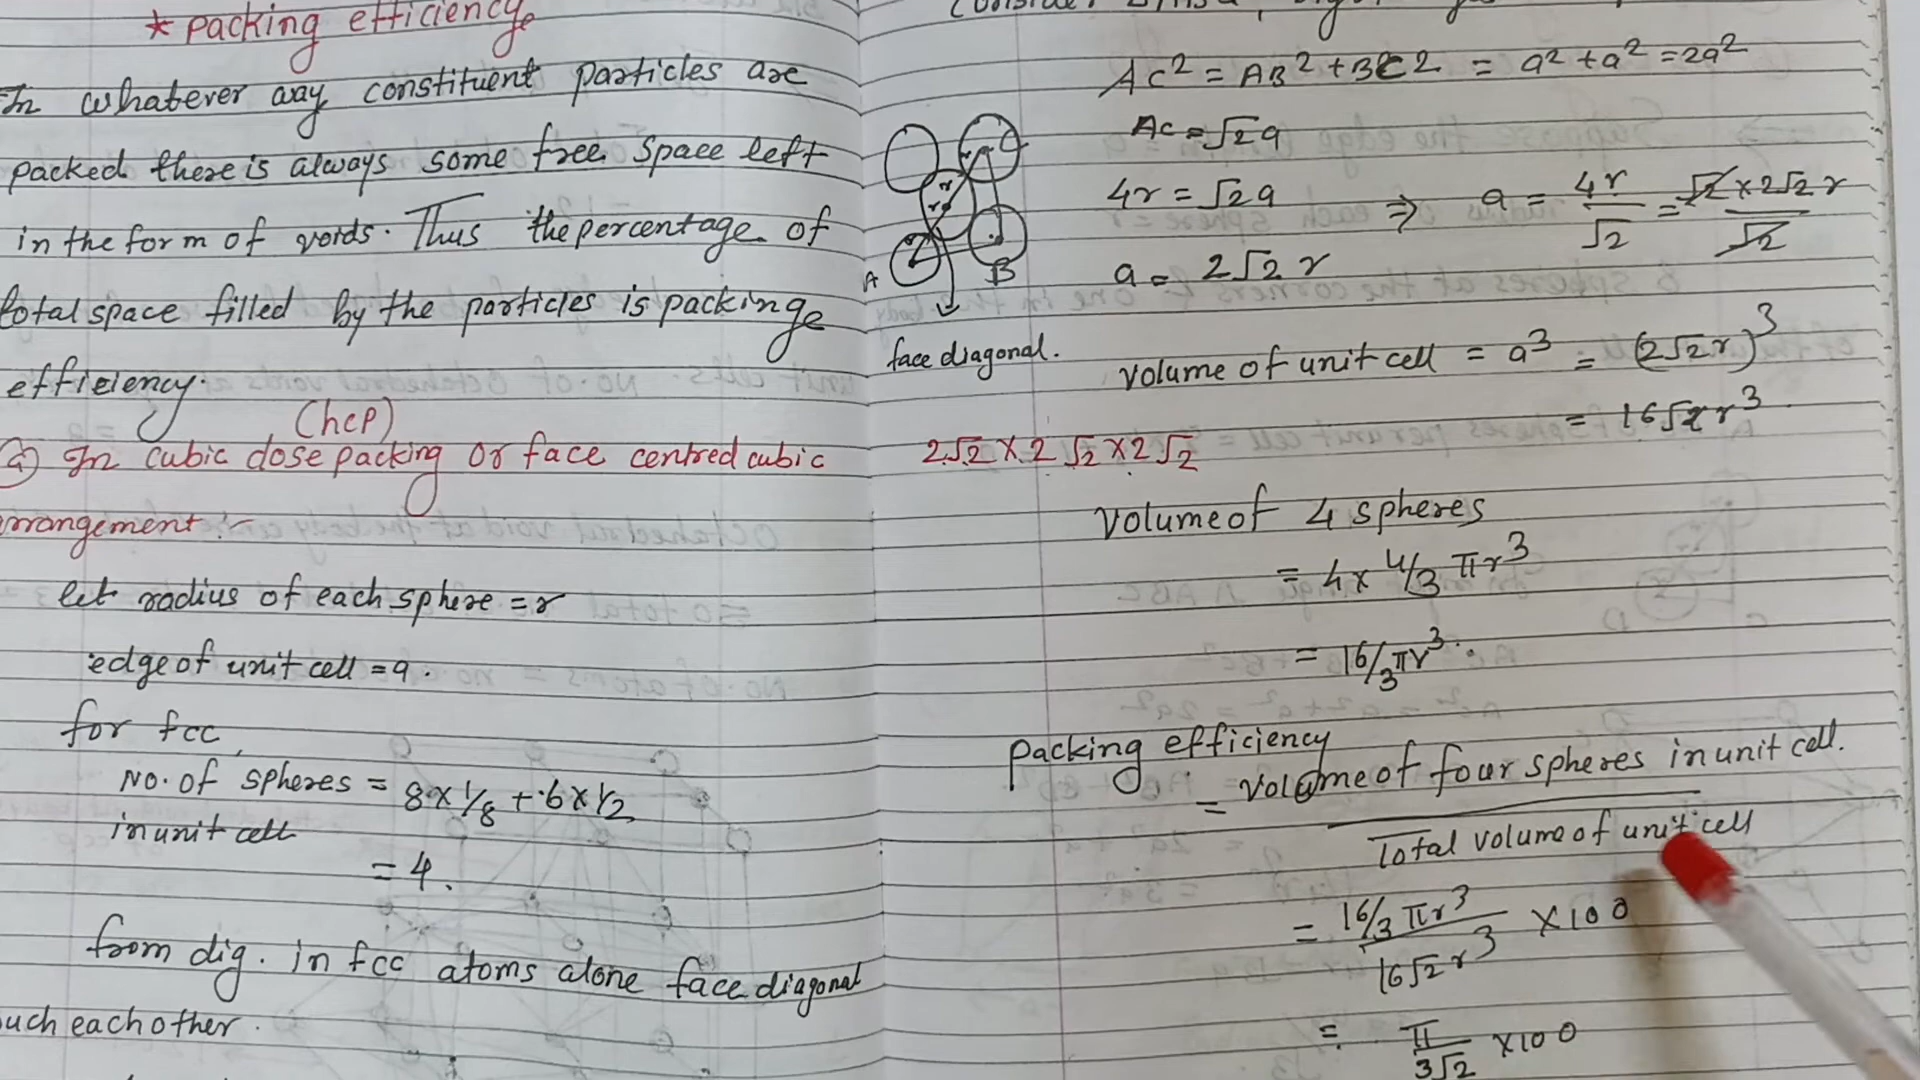 * packing efficiency
In whatever way constituent particles are
packed there is always some free space left
in the form of voids. Thus the percentage of
total space filled by the particles is packing
efficiency.
(hcp)
a) In cubic close packing or face centred cubic
arrangement :-
let radius of each sphere = r
edge of unit cell = a.
for fcc,
No. of spheres = 8 x 1/8 + 6 x 1/2
in unit cell
= 4.
from dig. in fcc atoms alone face diagonal
ouch each other.
AC² = AB² + BC2 = a² + a² = 2a²
AC = √2a
4r = √2a ⇒ a = 4r/√2 = √2 x 2√2 r/√2
a = 2√2 r
A
B
C
r
r
face diagonal.
volume of unit cell = a³ = (2√2r)³
= 16√2 r³
2√2 x 2√2 x 2√2
volume of 4 spheres
= 4 x 4/3 πr³
= 16/3 πr³.
packing efficiency
= volume of four spheres in unit cell.
Total volume of unit cell
= 16/3 πr³ / 16√2 r³ x 100
= π/3√2 x 100